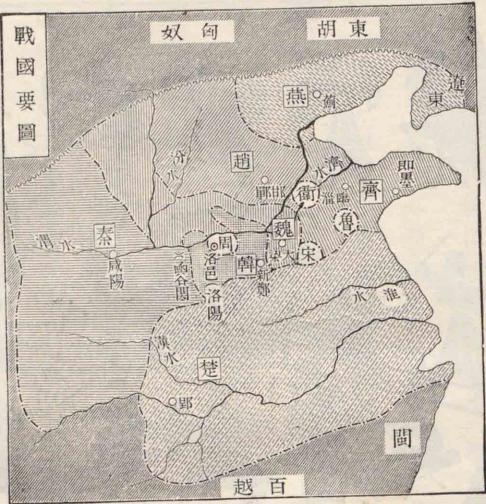 戰國要圖
東胡
匈奴
遼東
燕
薊
趙
汾水
邯鄲
濟水
衛
臨淄
齊
即墨
魯
秦
渭水
咸陽
函谷關
周
洛邑
洛陽
韓
新鄭
魏
大梁
宋
淮水
漢水
楚
郢
閩
百越